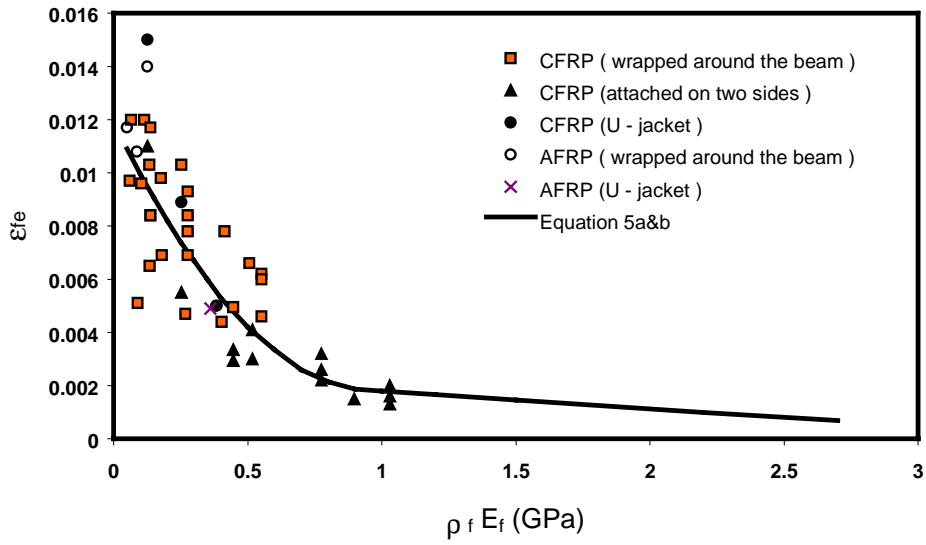 0.016
0.014
0.012
0.01
0.008
0.006
0.004
0.002
0
εfe
CFRP ( wrapped around the beam )
CFRP (attached on two sides )
CFRP (U - jacket )
AFRP ( wrapped around the beam )
AFRP (U - jacket )
Equation 5a&b
0 0.5 1 1.5 2 2.5 3
ρ f Ef (GPa)